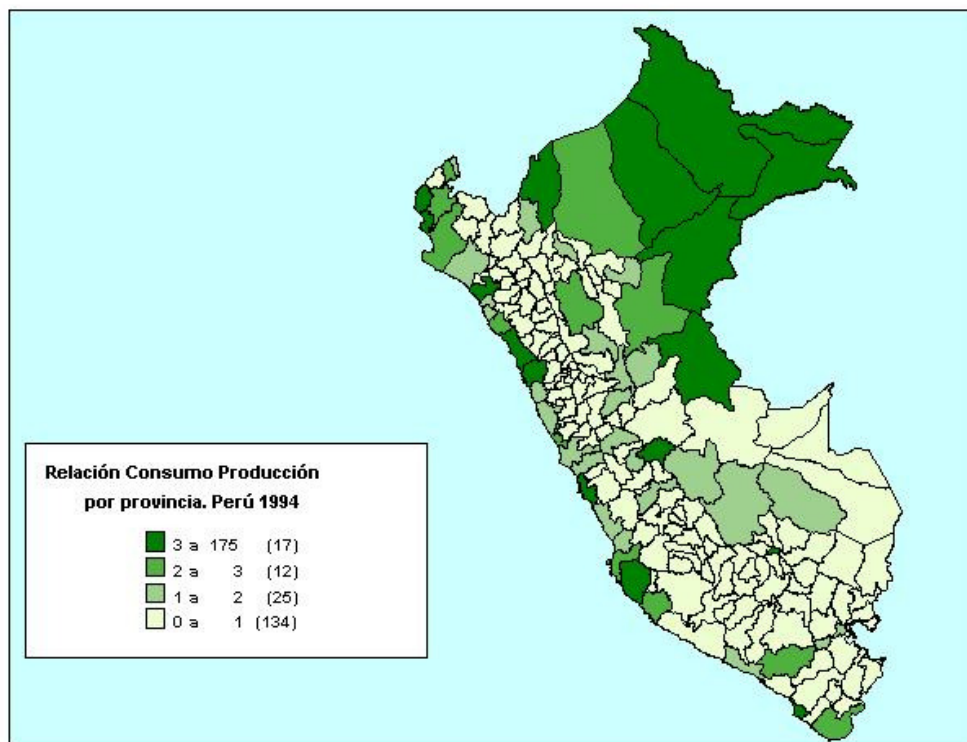 Relación Consumo Producción
por provincia. Perú 1994
3 a 175 (17)
2 a 3 (12)
1 a 2 (25)
0 a 1 (134)